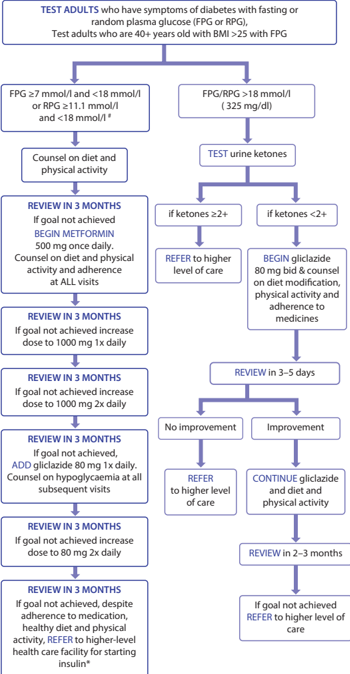 TEST ADULTS who have symptoms of diabetes with fasting or
random plasma glucose (FPG or RPG),
Test adults who are 40+ years old with BMI >25 with FPG
FPG ≥7 mmol/l and <18 mmol/l
or RPG ≥11.1 mmol/l
and <18 mmol/l #
Counsel on diet and
physical activity
REVIEW IN 3 MONTHS
If goal not achieved
BEGIN METFORMIN
500 mg once daily.
Counsel on diet and physical
activity and adherence
at ALL visits
REVIEW IN 3 MONTHS
If goal not achieved increase
dose to 1000 mg 1x daily
REVIEW IN 3 MONTHS
If goal not achieved increase
dose to 1000 mg 2x daily
REVIEW IN 3 MONTHS
If goal not achieved,
ADD gliclazide 80 mg 1x daily.
Counsel on hypoglycaemia at all
subsequent visits
REVIEW IN 3 MONTHS
If goal not achieved increase
dose to 80 mg 2x daily
REVIEW IN 3 MONTHS
If goal not achieved, despite
adherence to medication,
healthy diet and physical
activity, REFER to higher-level
health care facility for starting
insulin*
FPG/RPG >18 mmol/l
( 325 mg/dl)
TEST urine ketones
if ketones ≥2+
REFER to higher
level of care
if ketones <2+
BEGIN gliclazide
80 mg bid & counsel
on diet modification,
physical activity and
adherence to
medicines
REVIEW in 3–5 days
No improvement
REFER
to higher level
of care
Improvement
CONTINUE gliclazide
and diet and
physical activity
REVIEW in 2–3 months
If goal not achieved
REFER to higher level of
care